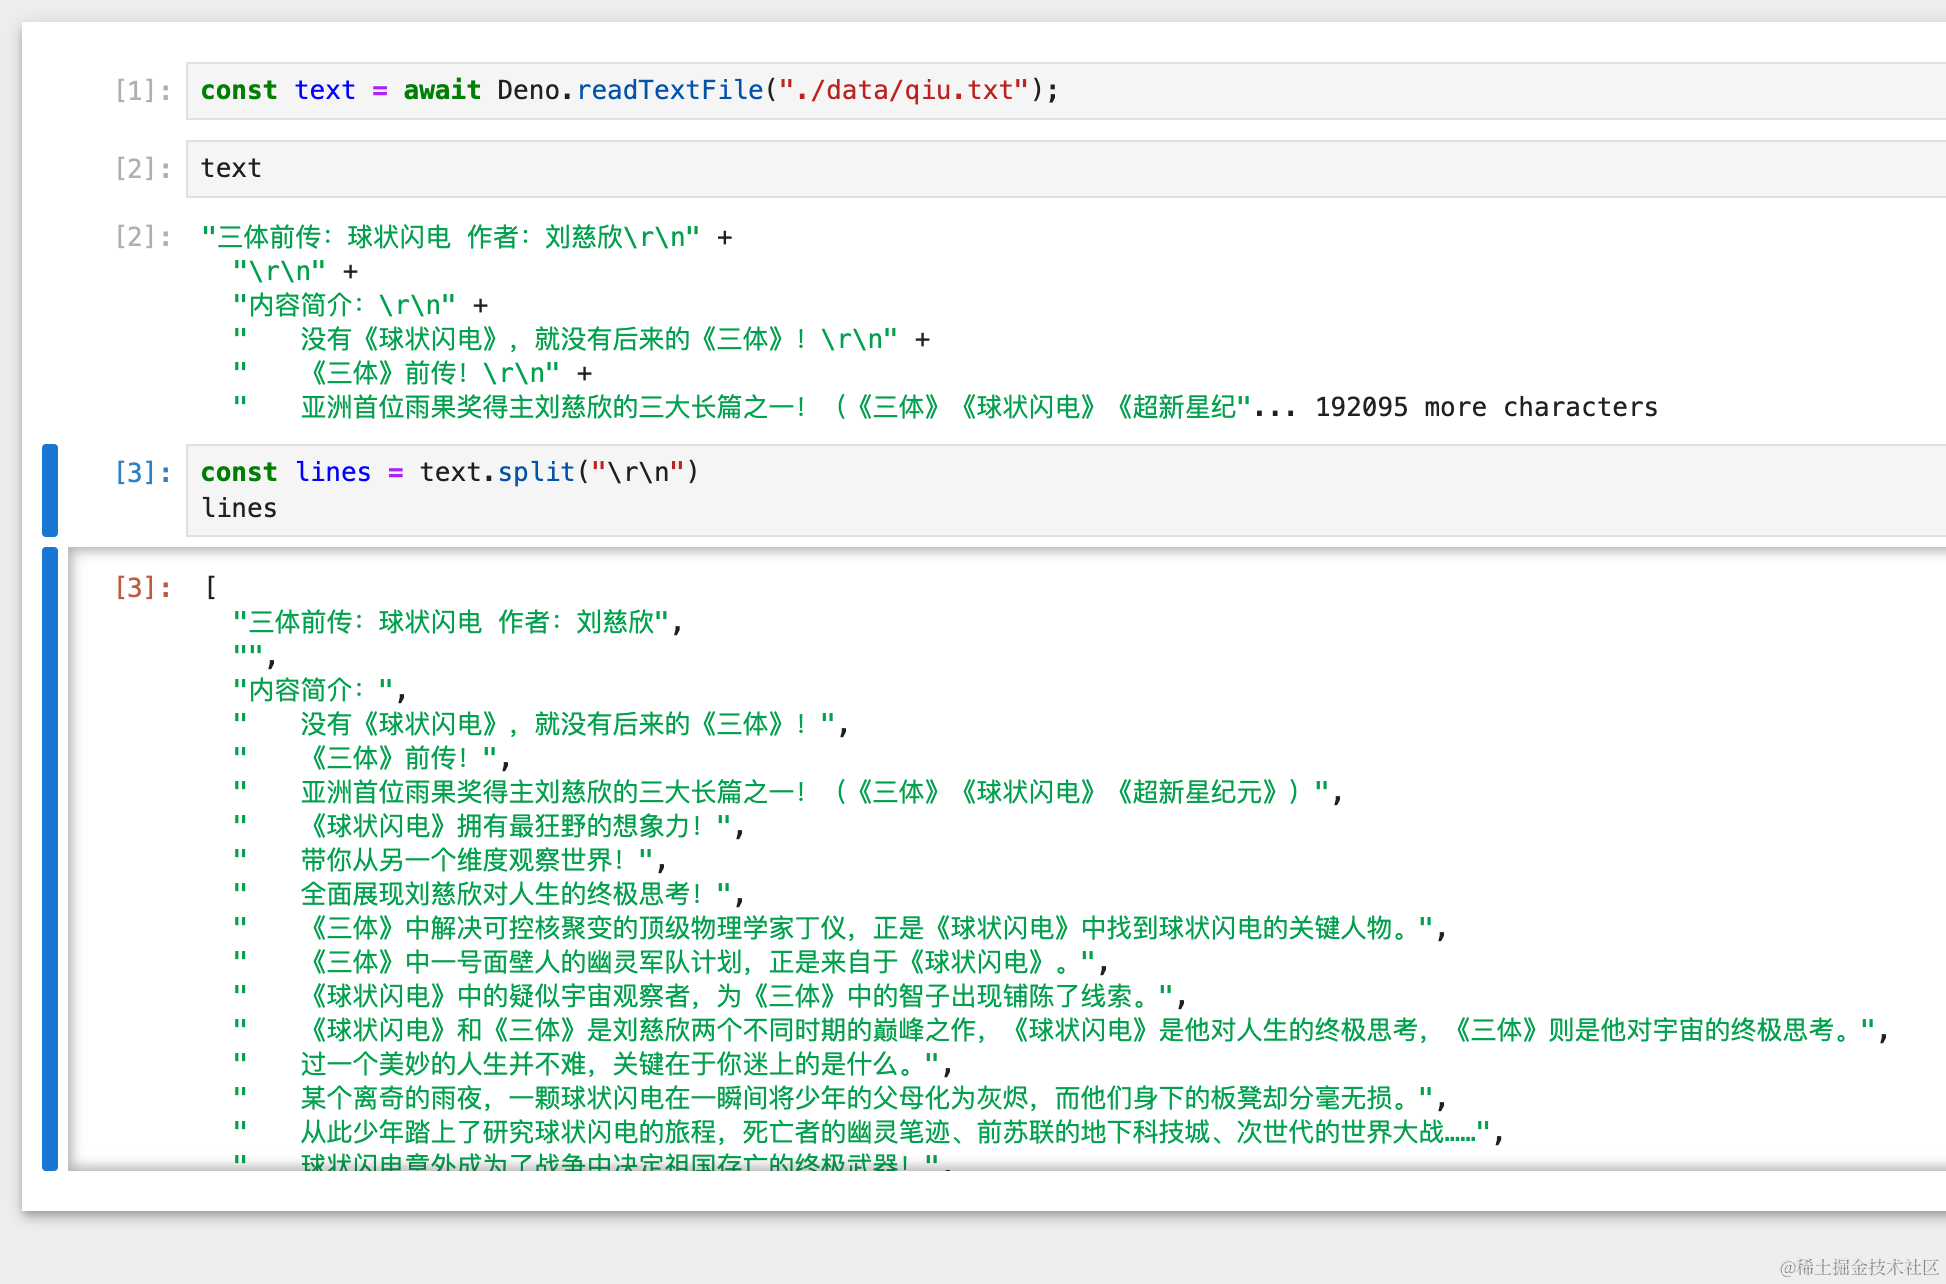 [1]: const text = await Deno.readTextFile("./data/qiu.txt");
[2]: text
[2]: "三体前传：球状闪电 作者：刘慈欣\r\n" +
"\r\n" +
"内容简介：\r\n" +
"    没有《球状闪电》，就没有后来的《三体》！\r\n" +
"    《三体》前传！\r\n" +
"    亚洲首位雨果奖得主刘慈欣的三大长篇之一！（《三体》《球状闪电》《超新星纪"... 192095 more characters
[3]: const lines = text.split("\r\n")
lines
[3]: [
"三体前传：球状闪电 作者：刘慈欣",
"",
"内容简介：",
"    没有《球状闪电》，就没有后来的《三体》！",
"    《三体》前传！",
"    亚洲首位雨果奖得主刘慈欣的三大长篇之一！（《三体》《球状闪电》《超新星纪元》）",
"    《球状闪电》拥有最狂野的想象力！",
"    带你从另一个维度观察世界！",
"    全面展现刘慈欣对人生的终极思考！",
"    《三体》中解决可控核聚变的顶级物理学家丁仪，正是《球状闪电》中找到球状闪电的关键人物。",
"    《三体》中一号面壁人的幽灵军队计划，正是来自于《球状闪电》。",
"    《球状闪电》中的疑似宇宙观察者，为《三体》中的智子出现铺陈了线索。",
"    《球状闪电》和《三体》是刘慈欣两个不同时期的巅峰之作，《球状闪电》是他对人生的终极思考，《三体》则是他对宇宙的终极思考。",
"    过一个美妙的人生并不难，关键在于你迷上的是什么。",
"    某个离奇的雨夜，一颗球状闪电在一瞬间将少年的父母化为灰烬，而他们身下的板凳却分毫无损。",
"    从此少年踏上了研究球状闪电的旅程，死亡者的幽灵笔迹、前苏联的地下科技城、次世代的世界大战……",
"    球状闪电意外成为了战争中决定祖国存亡的终极武器！",
@稀土掘金技术社区